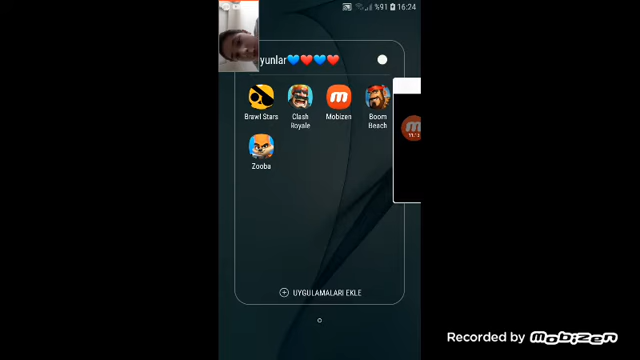 %91 16:24
yunlar💙❤️💙❤️
Brawl Stars
Clash
Royale
Mobizen
Boom
Beach
Zooba
UYGULAMALARI EKLE
Recorded by mobizen